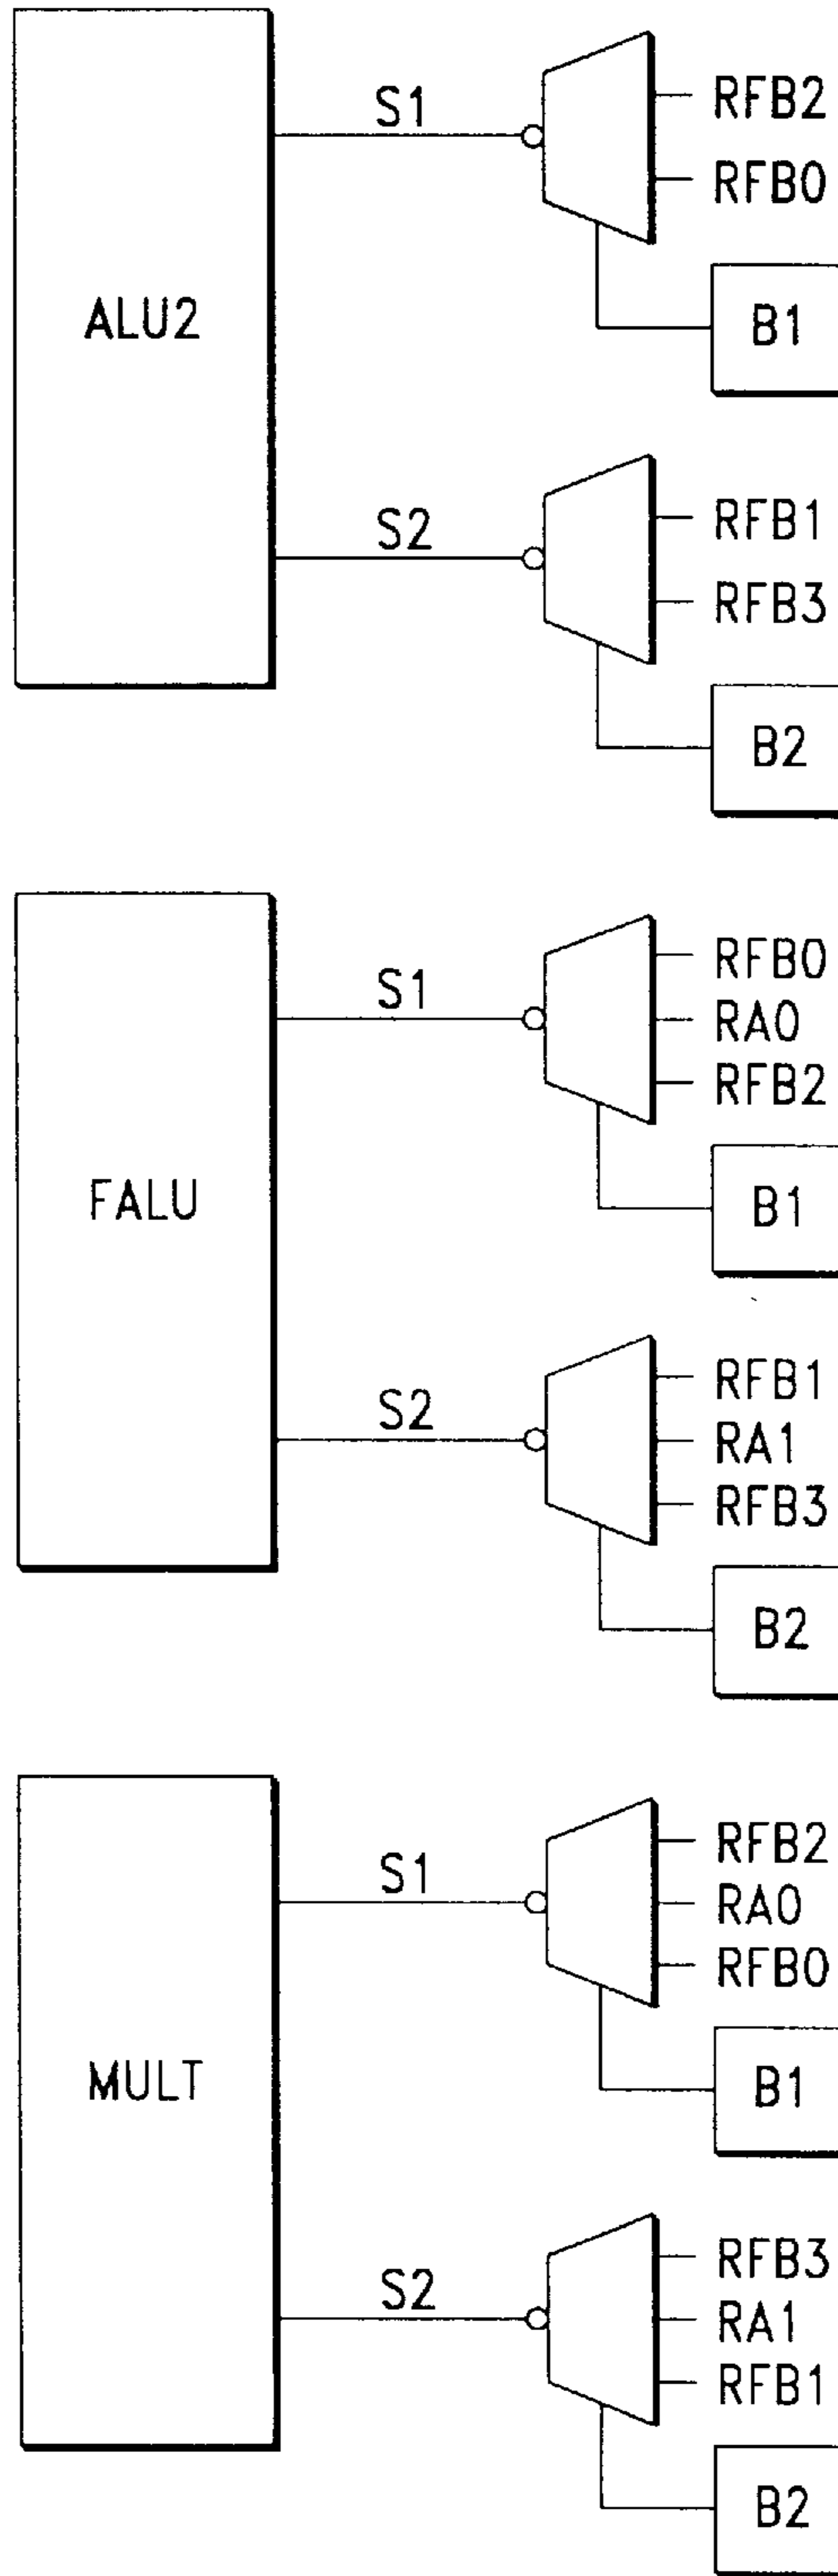 RFB2
S1
RFB0
ALU2
B1
RFB1
S2
RFB3
B2
RFB0
S1
RA0
RFB2
FALU
B1
RFB1
S2
RA1
RFB3
B2
RFB2
S1
RA0
RFB0
MULT
B1
RFB3
S2
RA1
RFB1
B2